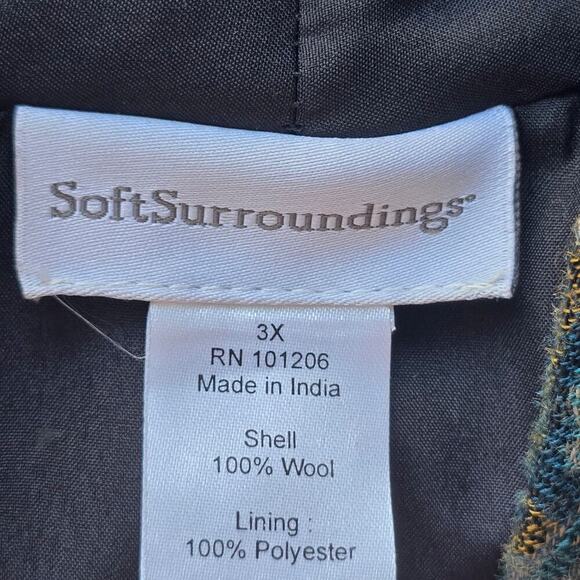 SoftSurroundings®
3X
RN 101206
Made in India
Shell
100% Wool
Lining :
100% Polyester